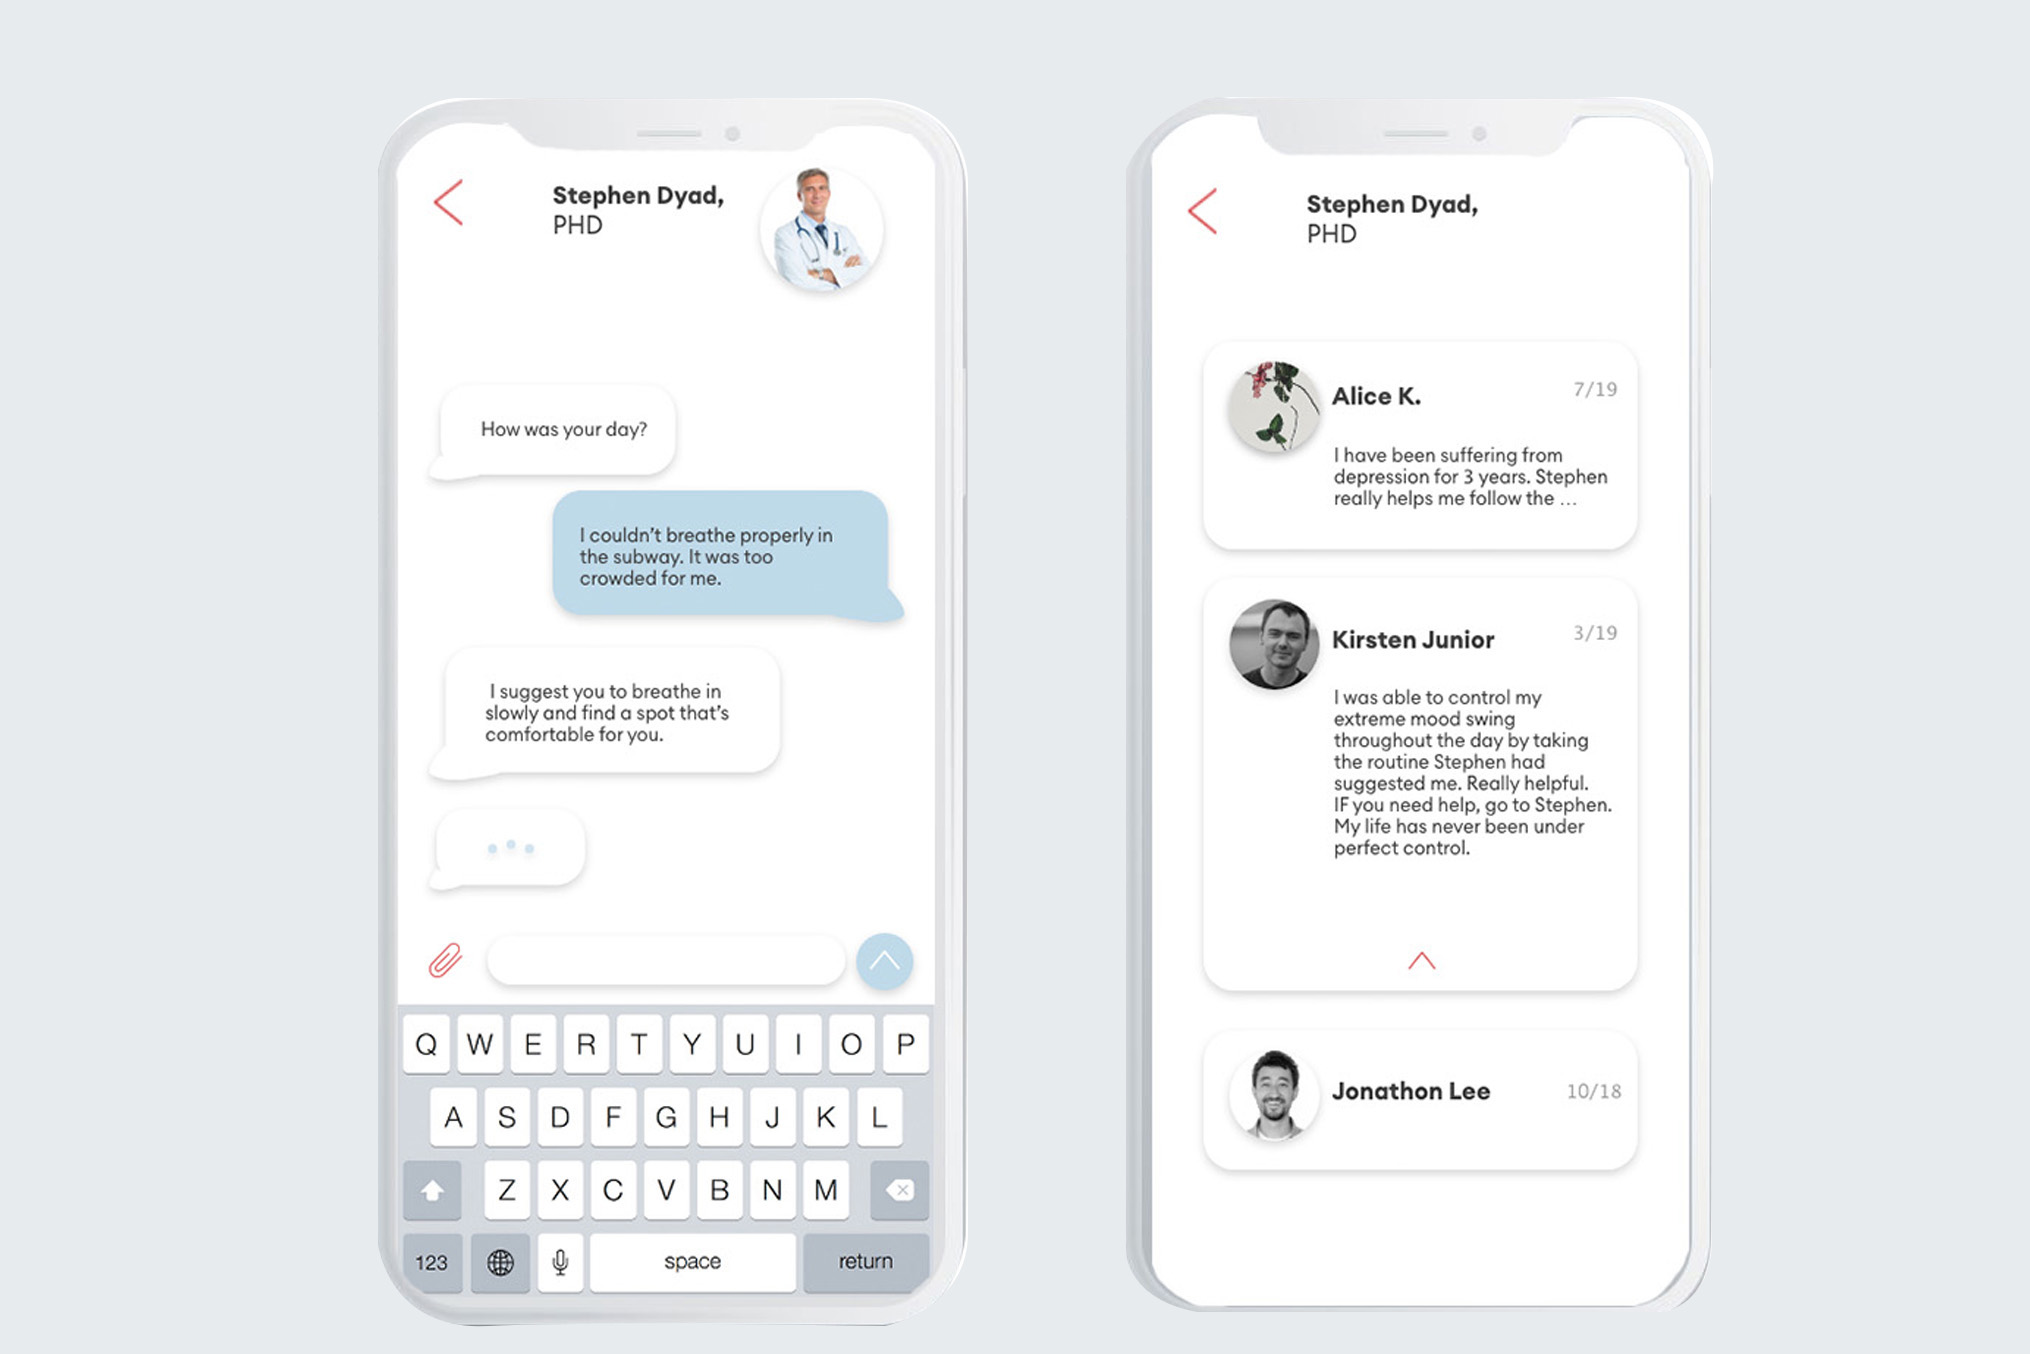 Stephen Dyad,
PHD
How was your day?
I couldn't breathe properly in
the subway. It was too
crowded for me.
I suggest you to breathe in
slowly and find a spot that's
comfortable for you.
Q W E R T Y U I O P
A S D F G H J K L
Z X C V B N M
123 space return
Stephen Dyad,
PHD
Alice K. 7/19
I have been suffering from
depression for 3 years. Stephen
really helps me follow the ...
Kirsten Junior 3/19
I was able to control my
extreme mood swing
throughout the day by taking
the routine Stephen had
suggested me. Really helpful.
IF you need help, go to Stephen.
My life has never been under
perfect control.
Jonathon Lee 10/18